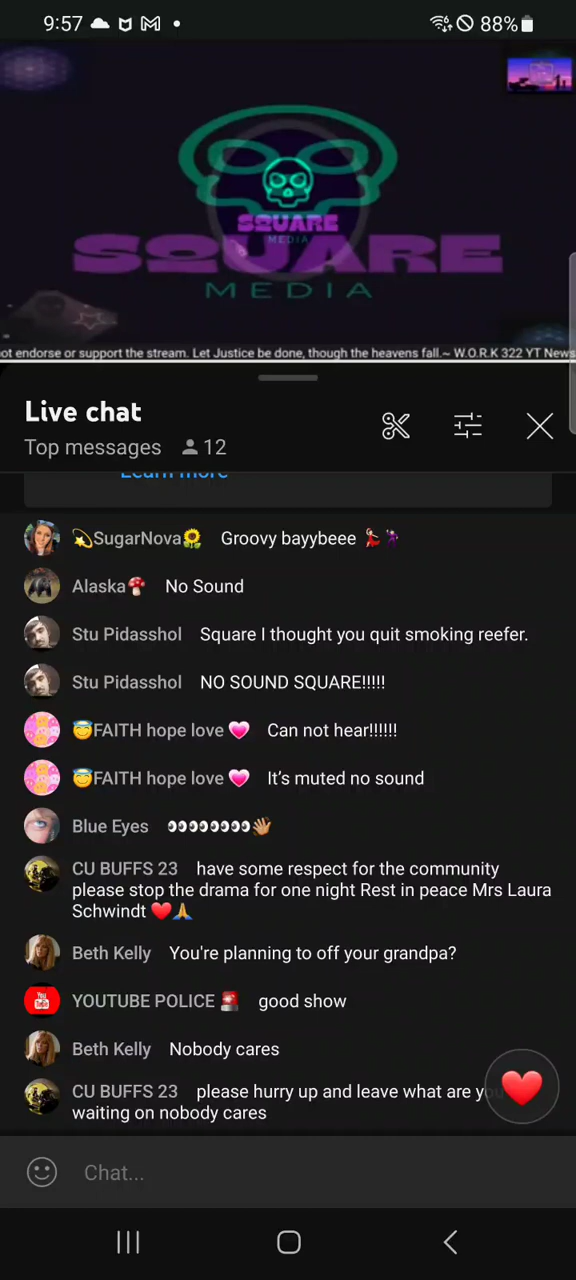 9:57
88%
SQUARE
MEDIA
SQUARE
MEDIA
ot endorse or support the stream. Let Justice be done, though the heavens fall.~ W.O.R.K 322 YT News
Live chat
Top messages 12
Learn more
💫SugarNova🌻 Groovy bayybeee 💃🕺
Alaska🍄 No Sound
Stu Pidasshol Square I thought you quit smoking reefer.
Stu Pidasshol NO SOUND SQUARE!!!!!
😇FAITH hope love💗 Can not hear!!!!!!
😇FAITH hope love💗 It’s muted no sound
Blue Eyes 👀👀👀👀👋🏽
CU BUFFS 23 have some respect for the community
please stop the drama for one night Rest in peace Mrs Laura
Schwindt ❤️🙏
Beth Kelly You're planning to off your grandpa?
YOUTUBE POLICE 🚨 good show
Beth Kelly Nobody cares
CU BUFFS 23 please hurry up and leave what are you
waiting on nobody cares
Chat...